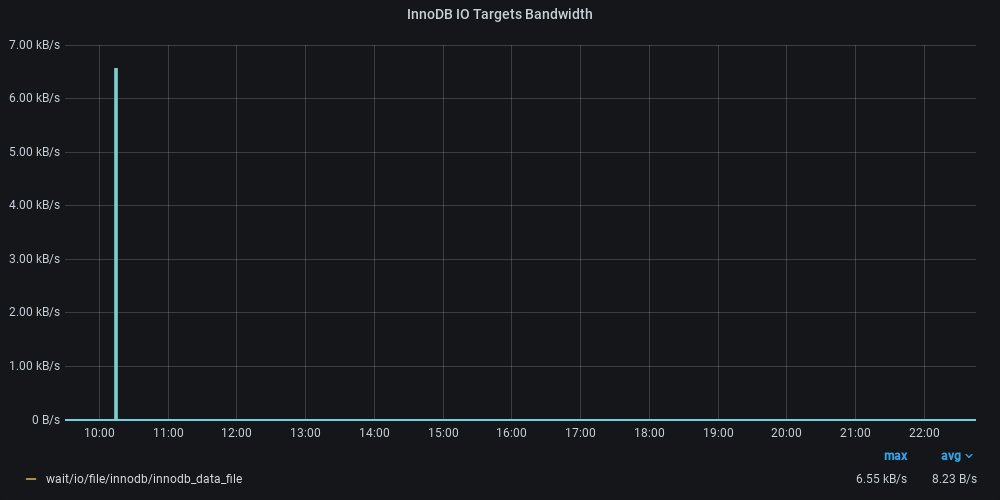 InnoDB IO Targets Bandwidth
7.00 kB/s
6.00 kB/s
5.00 kB/s
4.00 kB/s
3.00 kB/s
2.00 kB/s
1.00 kB/s
0 B/s
10:00 11:00 12:00 13:00 14:00 15:00 16:00 17:00 18:00 19:00 20:00 21:00 22:00
max avg
wait/io/file/innodb/innodb_data_file 6.55 kB/s 8.23 B/s